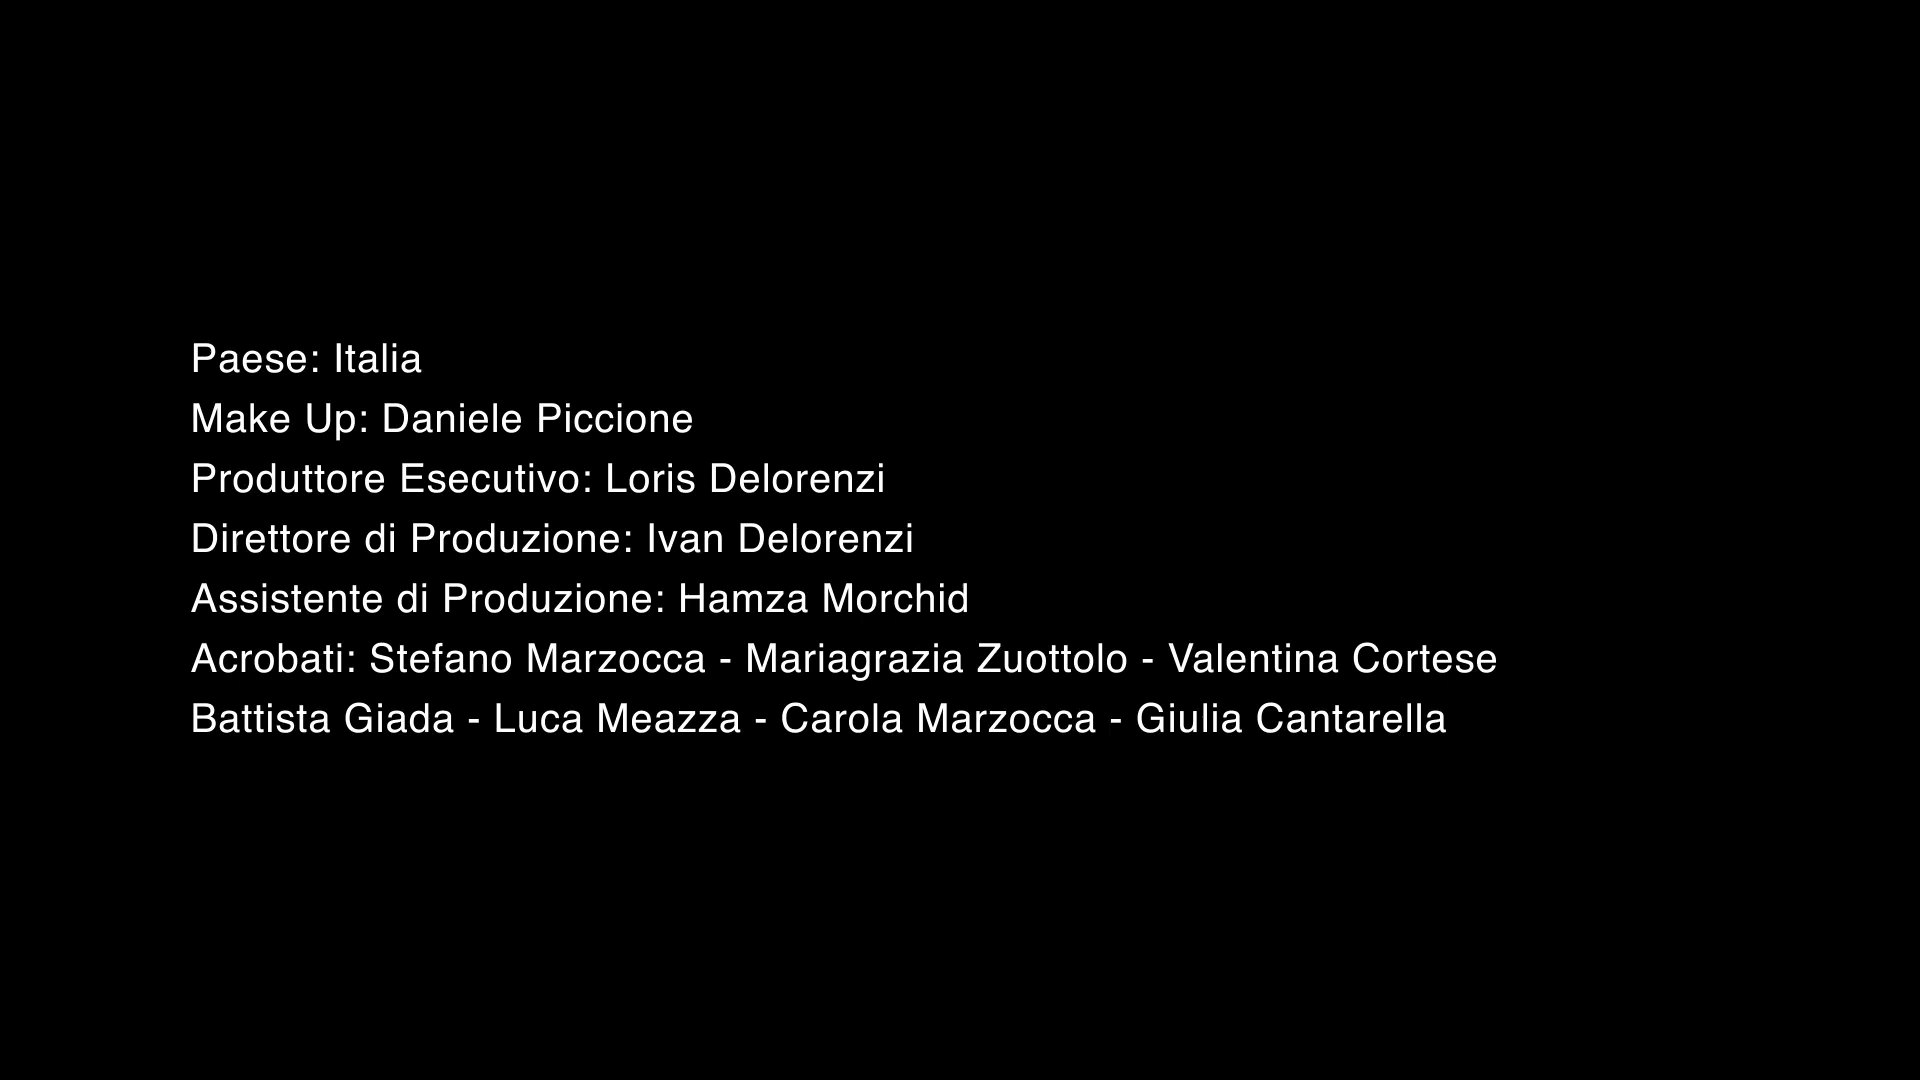 Paese: Italia
Make Up: Daniele Piccione
Produttore Esecutivo: Loris Delorenzi
Direttore di Produzione: Ivan Delorenzi
Assistente di Produzione: Hamza Morchid
Acrobati: Stefano Marzocca - Mariagrazia Zuottolo - Valentina Cortese
Battista Giada - Luca Meazza - Carola Marzocca - Giulia Cantarella